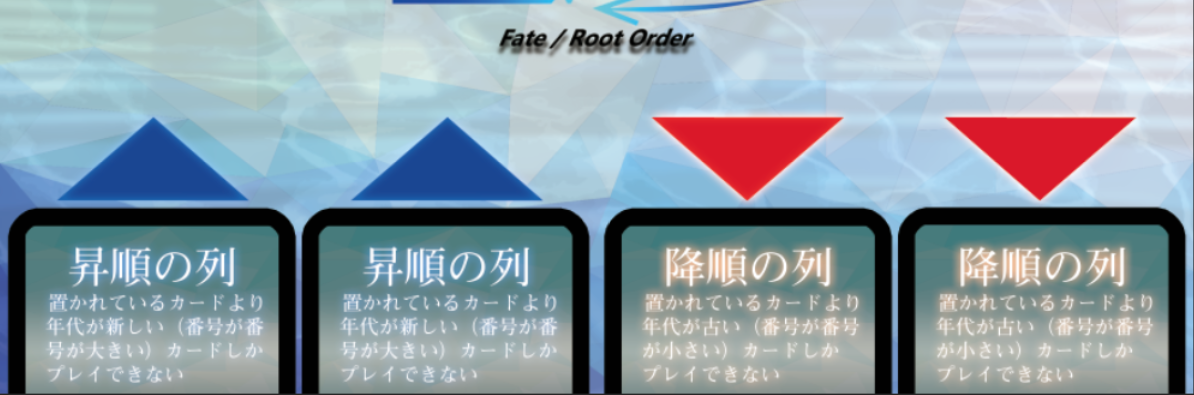 Fate / Root Order
昇順の列
置かれているカードより
年代が新しい（番号が番
号が大きい）カードしか
プレイできない
昇順の列
置かれているカードより
年代が新しい（番号が番
号が大きい）カードしか
プレイできない
降順の列
置かれているカードより
年代が古い（番号が番号
が小さい）カードしか
プレイできない
降順の列
置かれているカードより
年代が古い（番号が番号
が小さい）カードしか
プレイできない